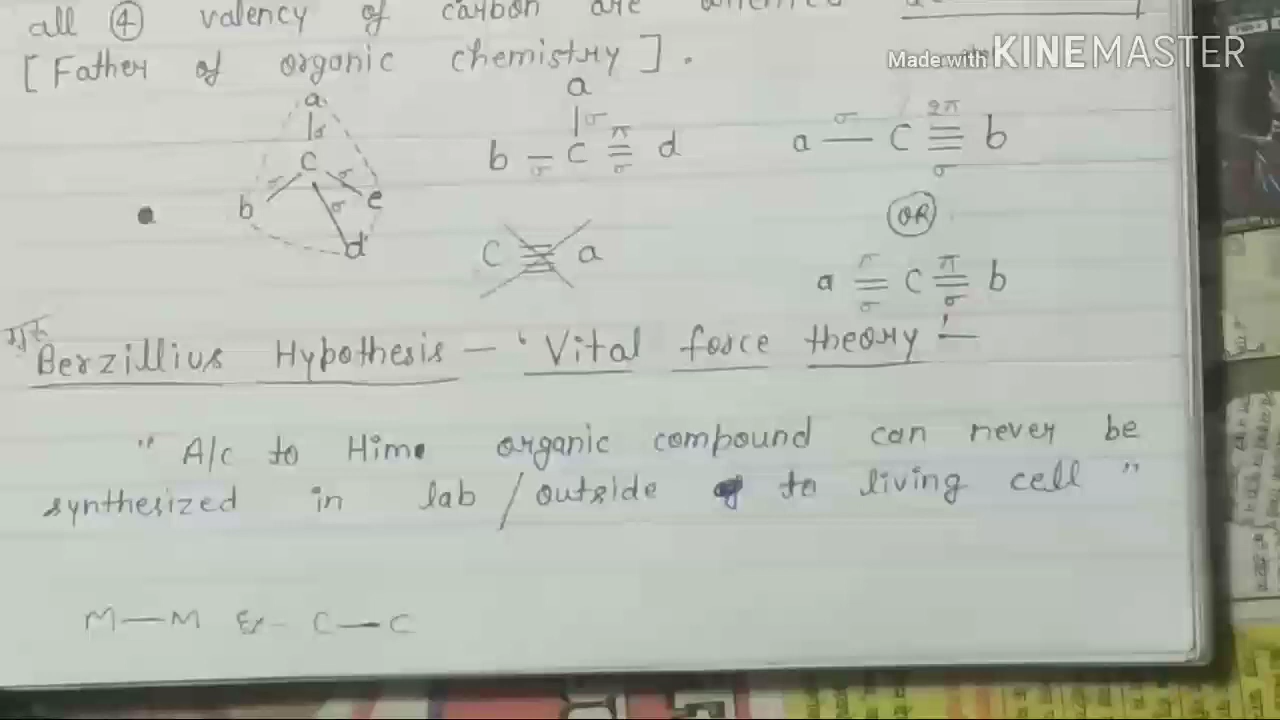 all ④ valency of carbon are
[Father of organic chemistry].
Made with KINEMASTER
a
σ
C
σ σ
b σ e
d
a
σ
π
b – C = d
σ σ
σ 2π
a — C ≡ b
σ
OR
C a
π π
a = C = b
σ σ
Berzillius Hypothesis – 'Vital force theory' –
" A/c to Him organic compound can never be
synthesized in lab / outside to living cell "
M — M Ex - C — C